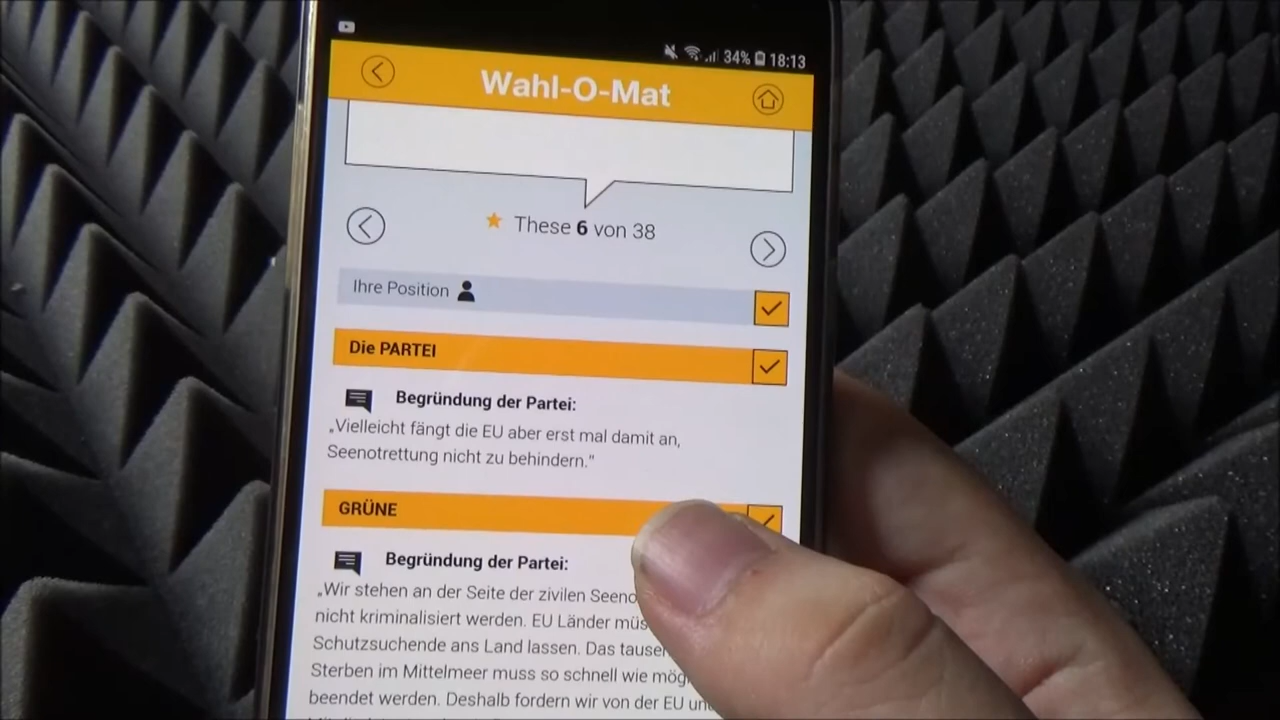 34% 18:13
Wahl-O-Mat
These 6 von 38
Ihre Position
Die PARTEI
Begründung der Partei:
„Vielleicht fängt die EU aber erst mal damit an,
Seenotrettung nicht zu behindern.“
GRÜNE
Begründung der Partei:
„Wir stehen an der Seite der zivilen
nicht kriminalisiert werden. EU Länder
Schutzsuchende ans Land lassen. Das
Sterben im Mittelmeer muss so schnell wie
beendet werden. Deshalb fordern wir von der EU